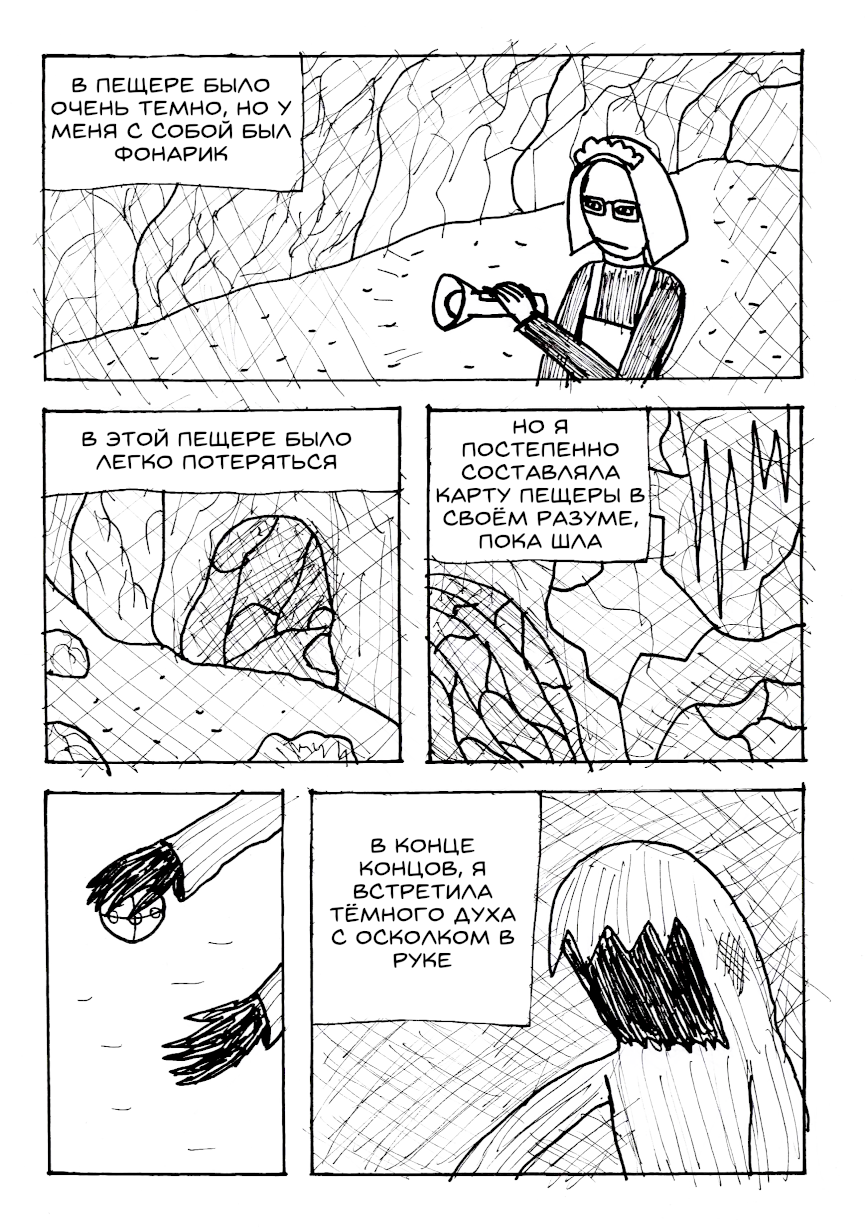 В ПЕЩЕРЕ БЫЛО
ОЧЕНЬ ТЕМНО, НО У
МЕНЯ С СОБОЙ БЫЛ
ФОНАРИК
В ЭТОЙ ПЕЩЕРЕ БЫЛО
ЛЕГКО ПОТЕРЯТЬСЯ
НО Я
ПОСТЕПЕННО
СОСТАВЛЯЛА
КАРТУ ПЕЩЕРЫ В
СВОЁМ РАЗУМЕ,
ПОКА ШЛА
В КОНЦЕ
КОНЦОВ, Я
ВСТРЕТИЛА
ТЁМНОГО ДУХА
С ОСКОЛКОМ В
РУКЕ